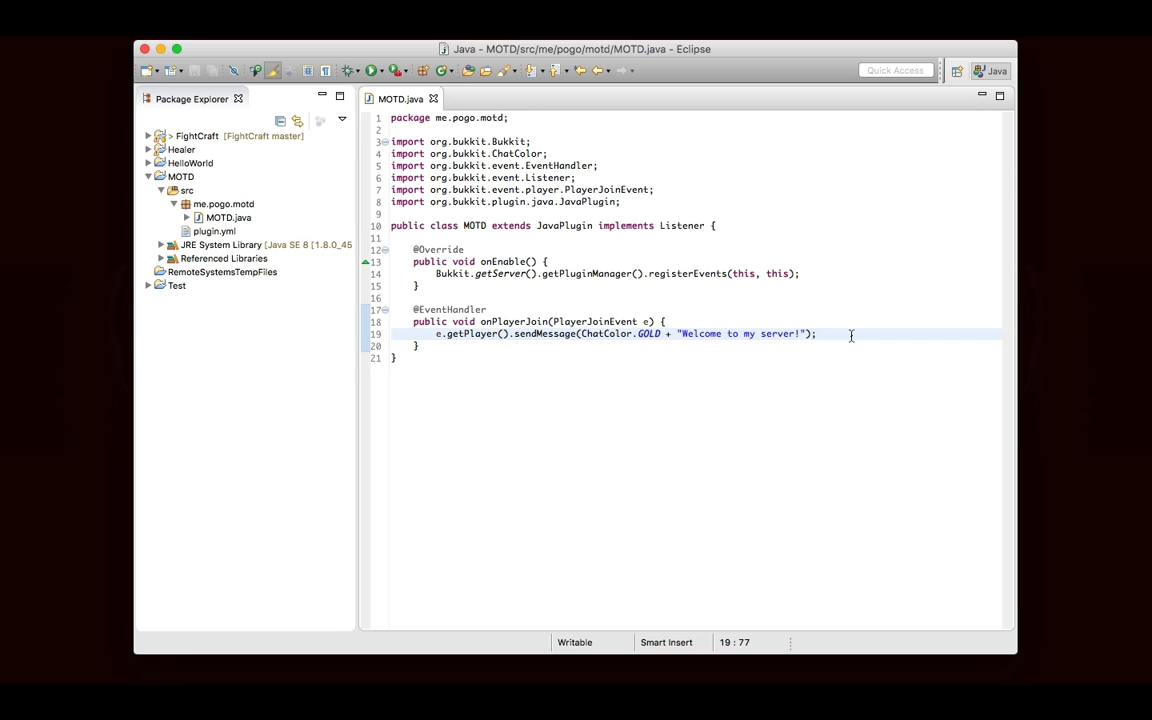 Java - MOTD/src/me/pogo/motd/MOTD.java - Eclipse
Quick Access
Java
Package Explorer
MOTD.java
> FightCraft [FightCraft master]
Healer
HelloWorld
MOTD
src
me.pogo.motd
MOTD.java
plugin.yml
JRE System Library [Java SE 8 [1.8.0_45
Referenced Libraries
RemoteSystemsTempFiles
Test
1 package me.pogo.motd;
2
3 import org.bukkit.Bukkit;
4 import org.bukkit.ChatColor;
5 import org.bukkit.event.EventHandler;
6 import org.bukkit.event.Listener;
7 import org.bukkit.event.player.PlayerJoinEvent;
8 import org.bukkit.plugin.java.JavaPlugin;
9
10 public class MOTD extends JavaPlugin implements Listener {
11
12 @Override
13 public void onEnable() {
14 Bukkit.getServer().getPluginManager().registerEvents(this, this);
15 }
16
17 @EventHandler
18 public void onPlayerJoin(PlayerJoinEvent e) {
19 e.getPlayer().sendMessage(ChatColor.GOLD + "Welcome to my server!");
20 }
21 }
Writable
Smart Insert
19 : 77